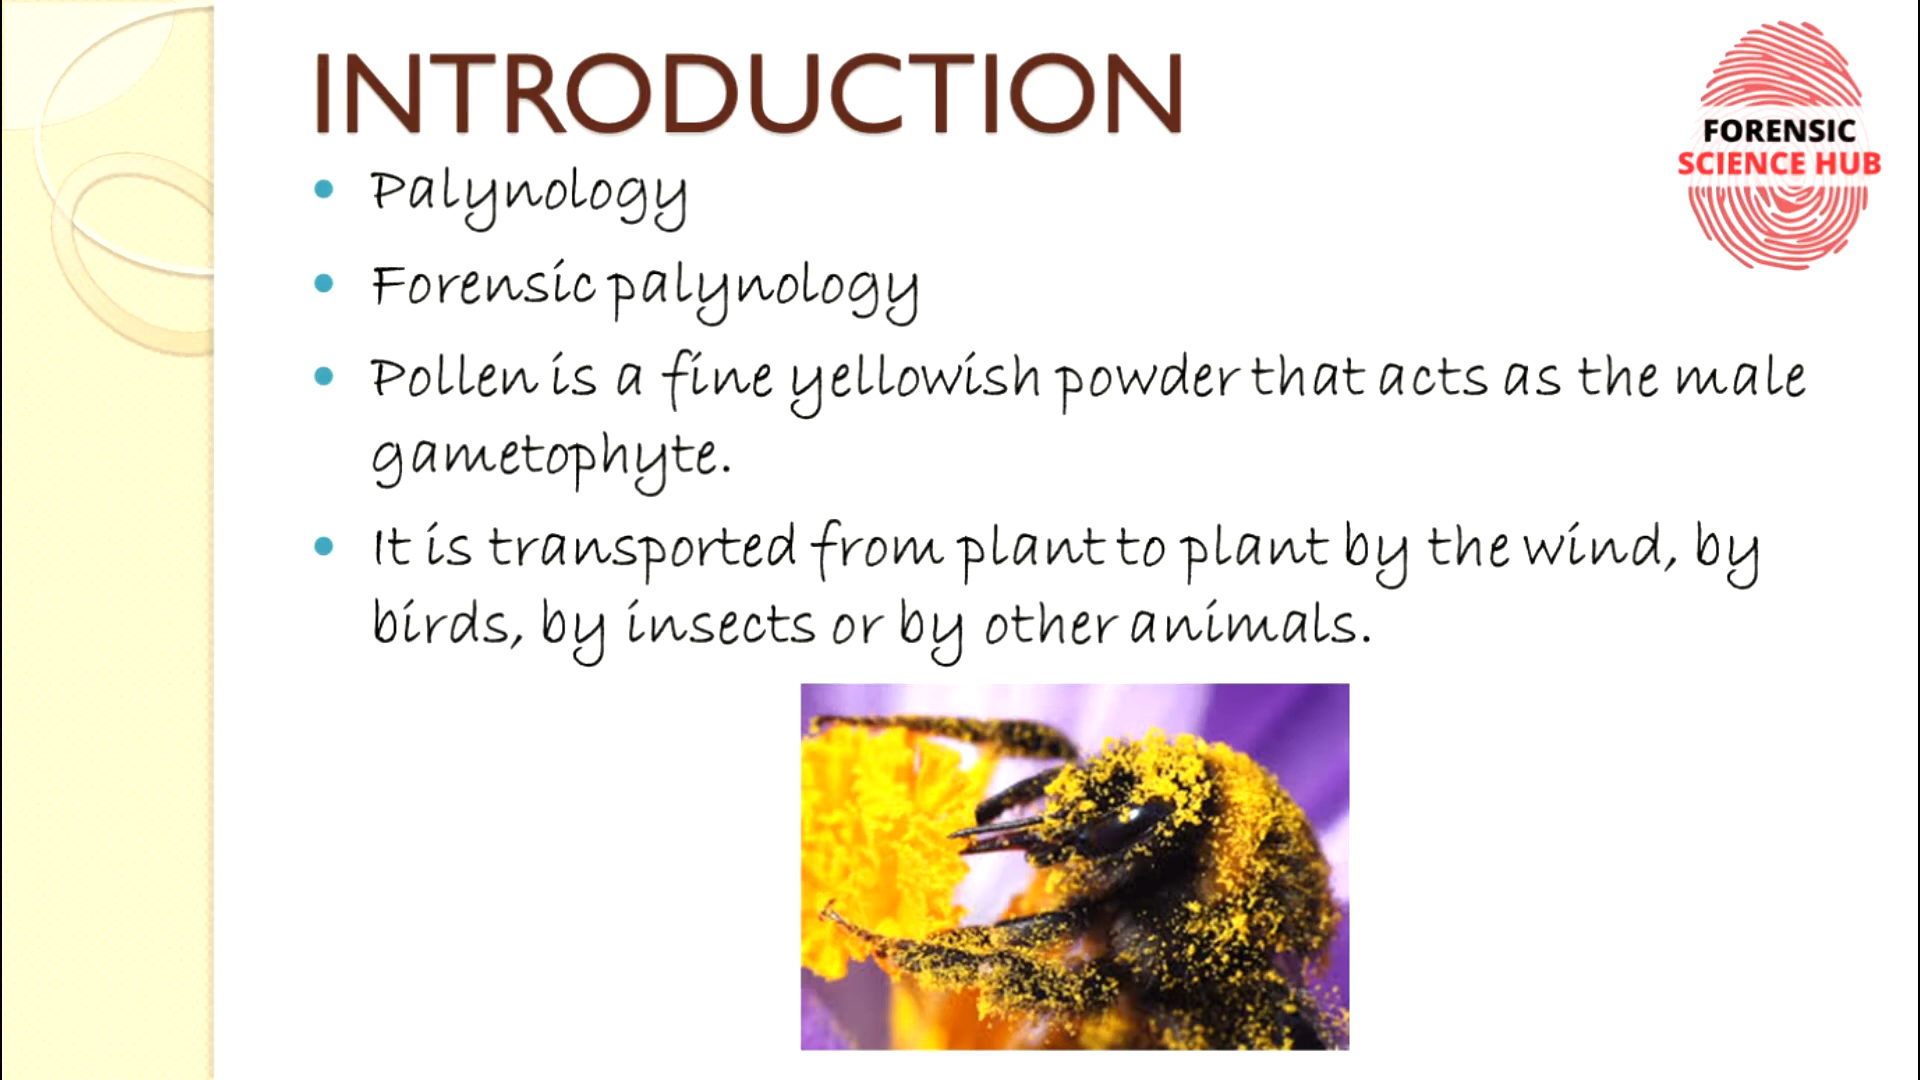 INTRODUCTION
FORENSIC
SCIENCE HUB
• Palynology
• Forensic palynology
• Pollen is a fine yellowish powder that acts as the male
gametophyte.
• It is transported from plant to plant by the wind, by
birds, by insects or by other animals.